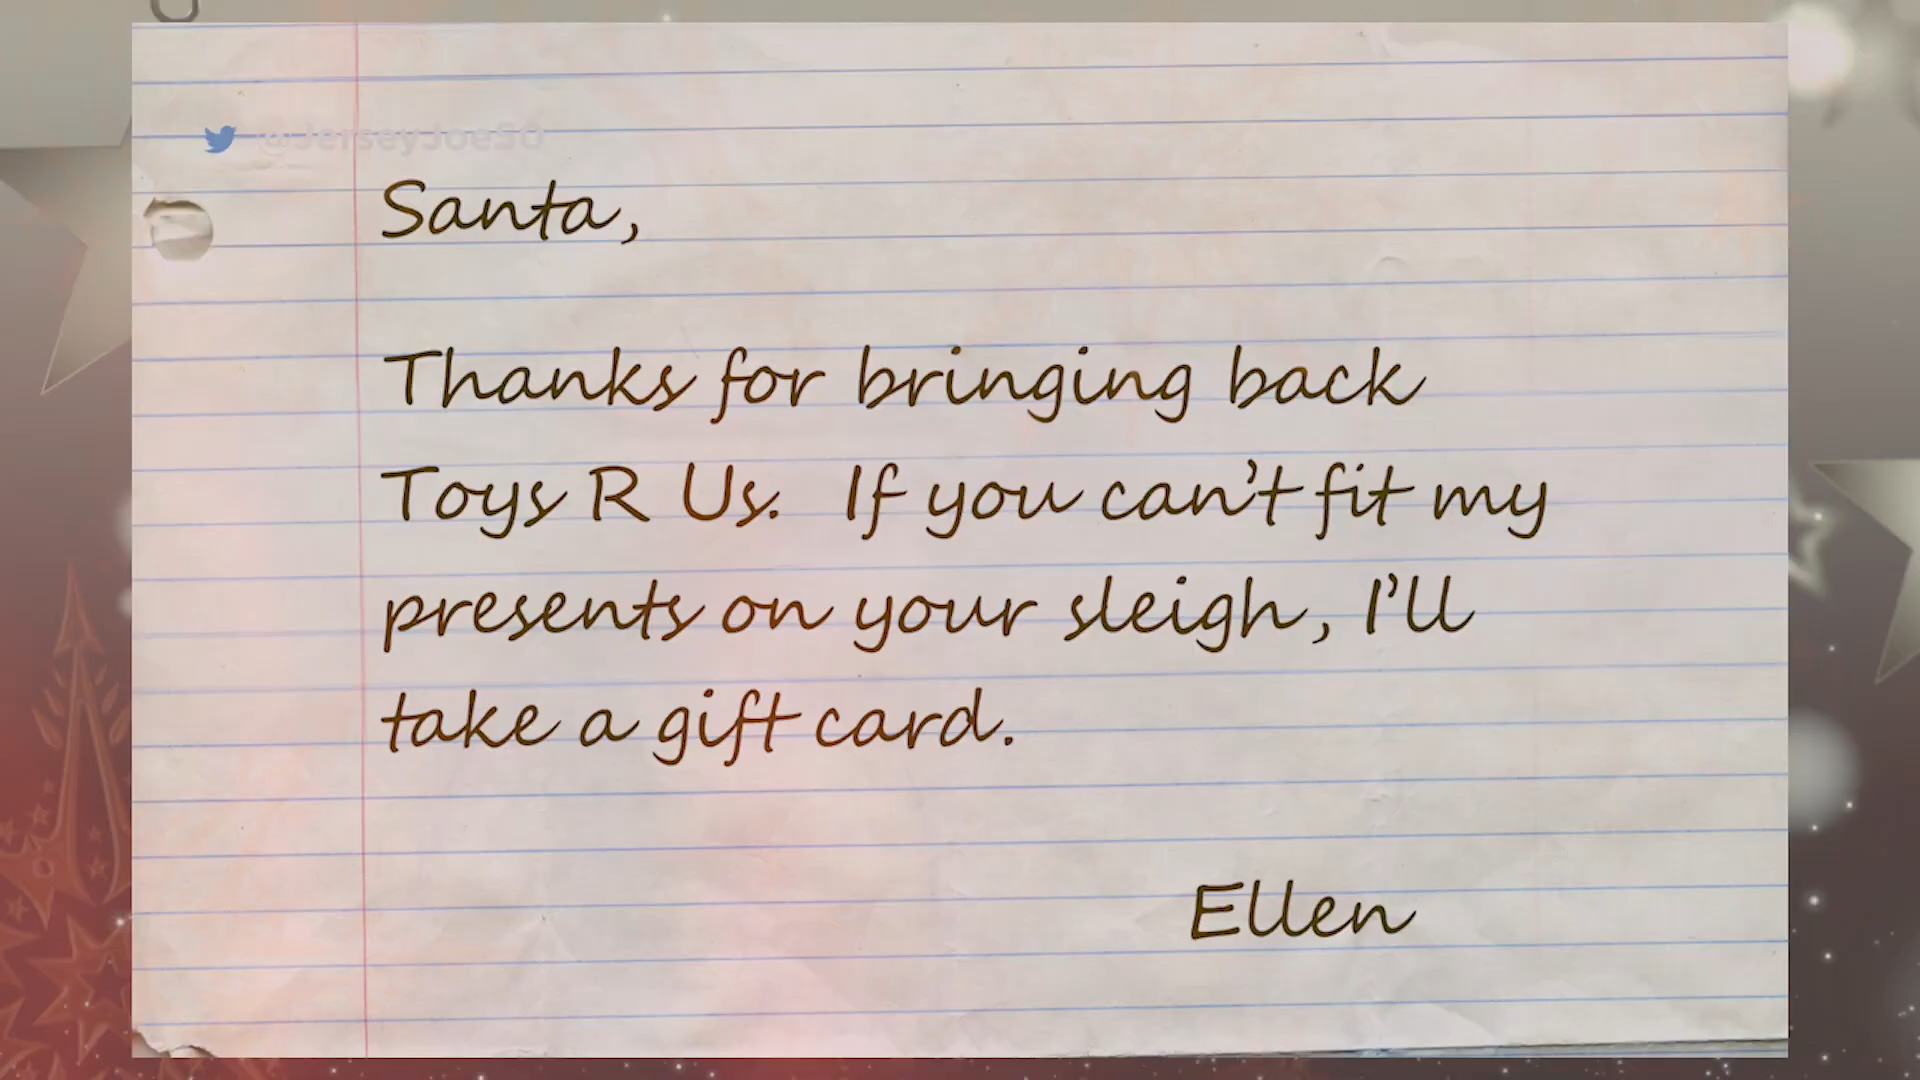 @JerseyJoe50
Santa,
Thanks for bringing back
Toys R Us. If you can't fit my
presents on your sleigh, I'll
take a gift card.
Ellen